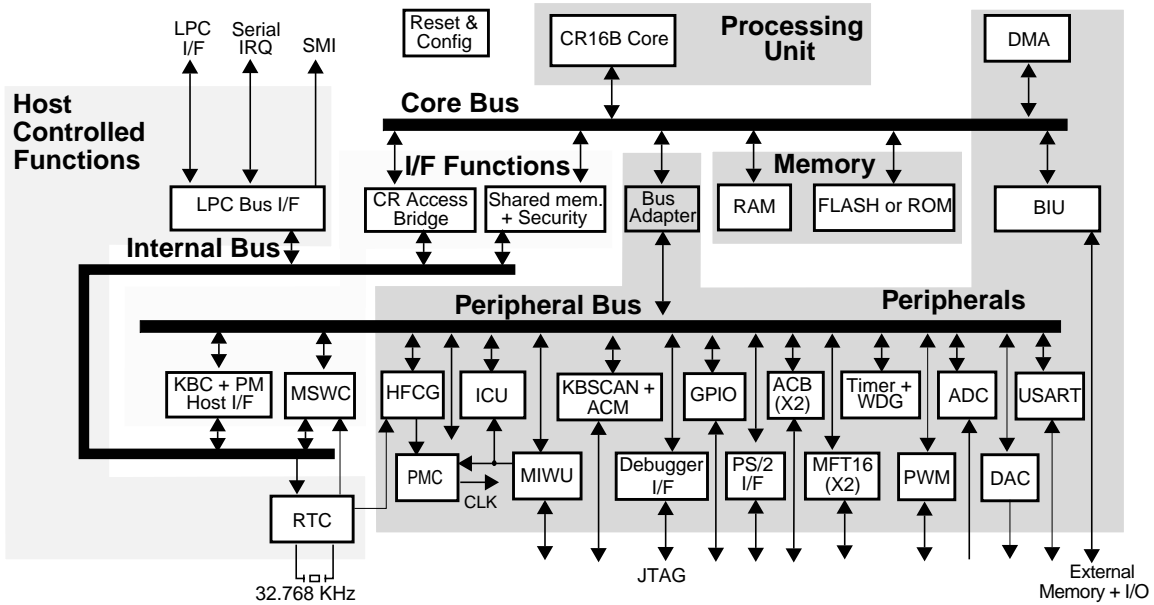 LPC
I/F
Serial
IRQ
SMI
Reset &
Config
CR16B Core
Processing
Unit
DMA
Host
Controlled
Functions
Core Bus
I/F Functions
Memory
LPC Bus I/F
CR Access
Bridge
Shared mem.
+ Security
Bus
Adapter
RAM
FLASH or ROM
BIU
Internal Bus
Peripheral Bus
Peripherals
KBC + PM
Host I/F
MSWC
HFCG
ICU
KBSCAN +
ACM
GPIO
ACB
(X2)
Timer +
WDG
ADC
USART
PMC
CLK
MIWU
Debugger
I/F
PS/2
I/F
MFT16
(X2)
PWM
DAC
RTC
32.768 KHz
JTAG
External
Memory + I/O